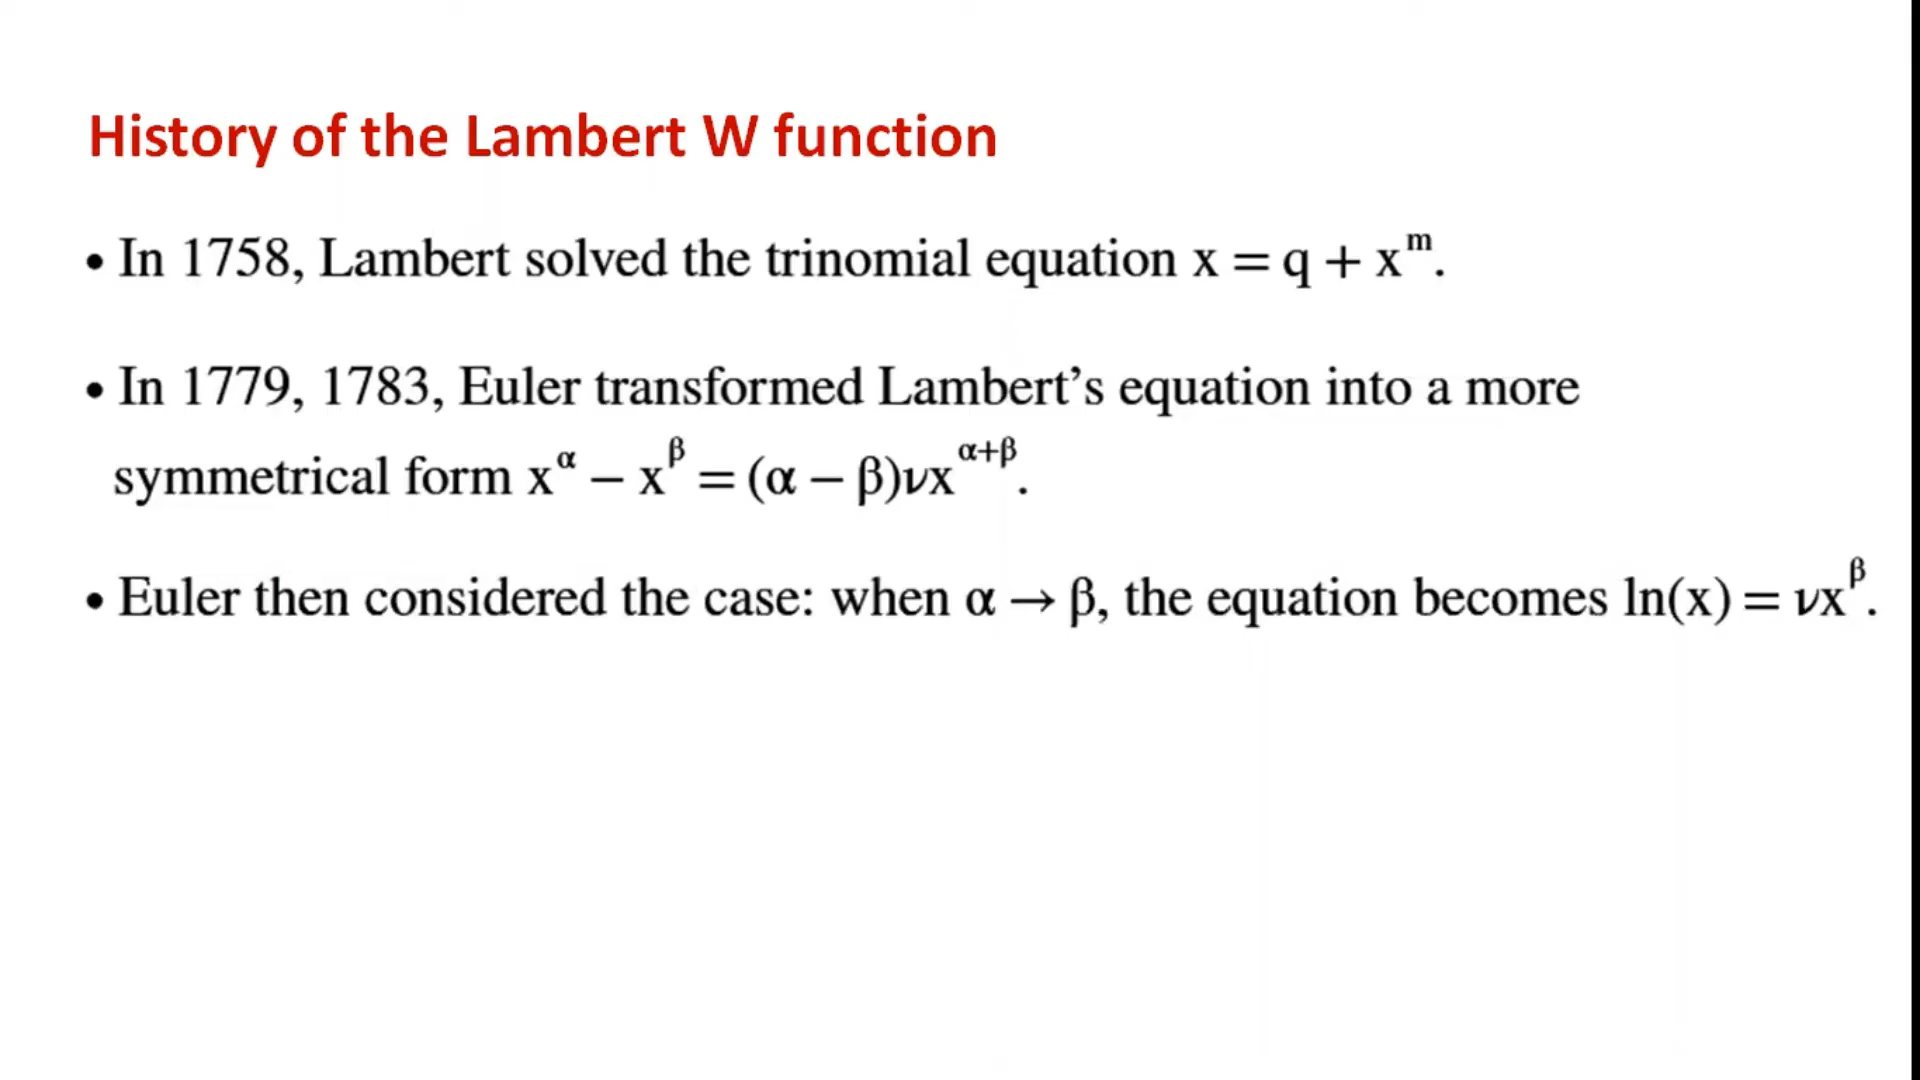 History of the Lambert W function
• In 1758, Lambert solved the trinomial equation x = q + xᵐ.
• In 1779, 1783, Euler transformed Lambert’s equation into a more
symmetrical form x^α − x^β = (α − β)νx^(α+β).
• Euler then considered the case: when α → β, the equation becomes ln(x) = νx^β.